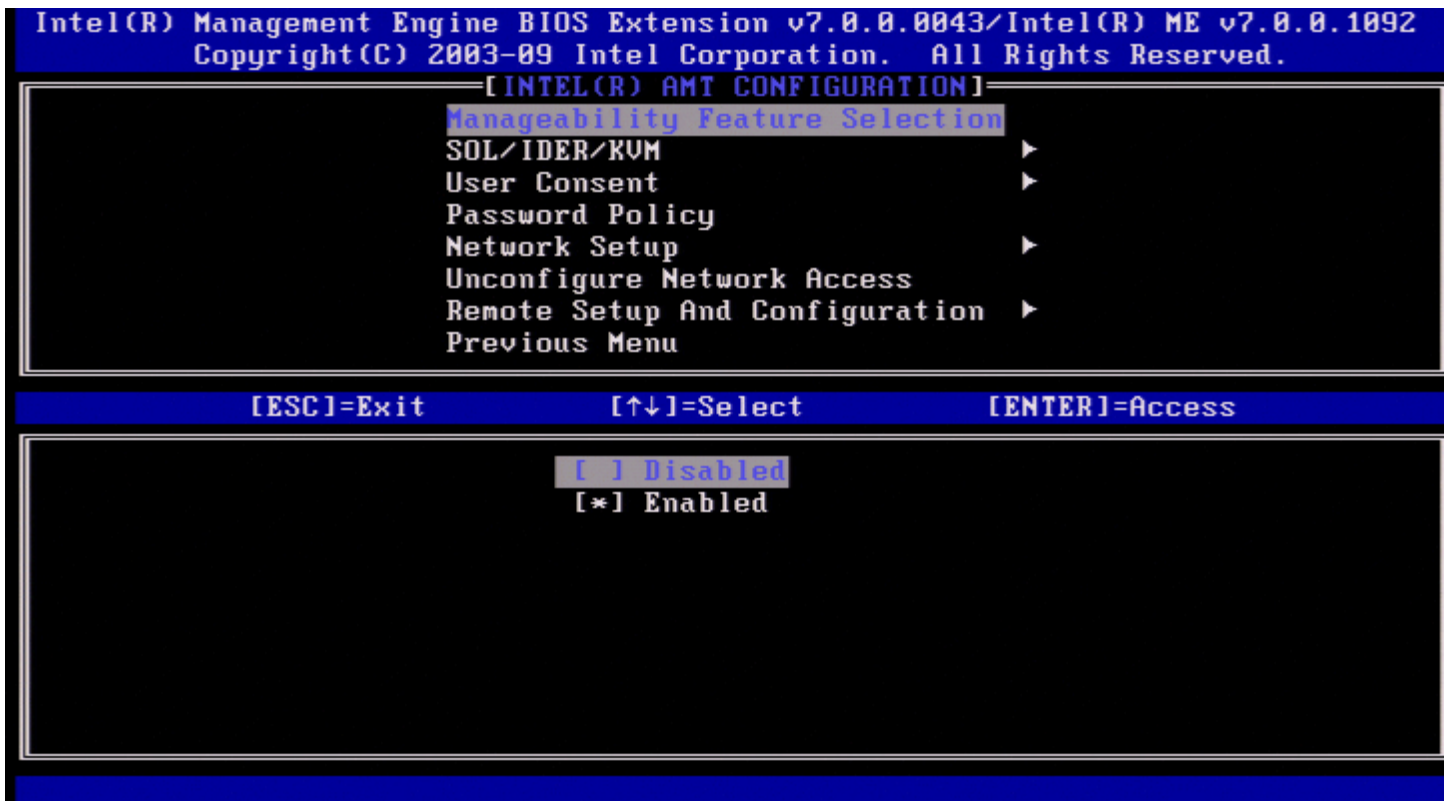 Intel(R) Management Engine BIOS Extension v7.0.0.0043/Intel(R) ME v7.0.0.1092
Copyright(C) 2003-09 Intel Corporation. All Rights Reserved.
[INTEL(R) AMT CONFIGURATION]
Manageability Feature Selection
SOL/IDER/KVM ►
User Consent ►
Password Policy
Network Setup ►
Unconfigure Network Access
Remote Setup And Configuration ►
Previous Menu
[ESC]=Exit [↑↓]=Select [ENTER]=Access
[ ] Disabled
[*] Enabled